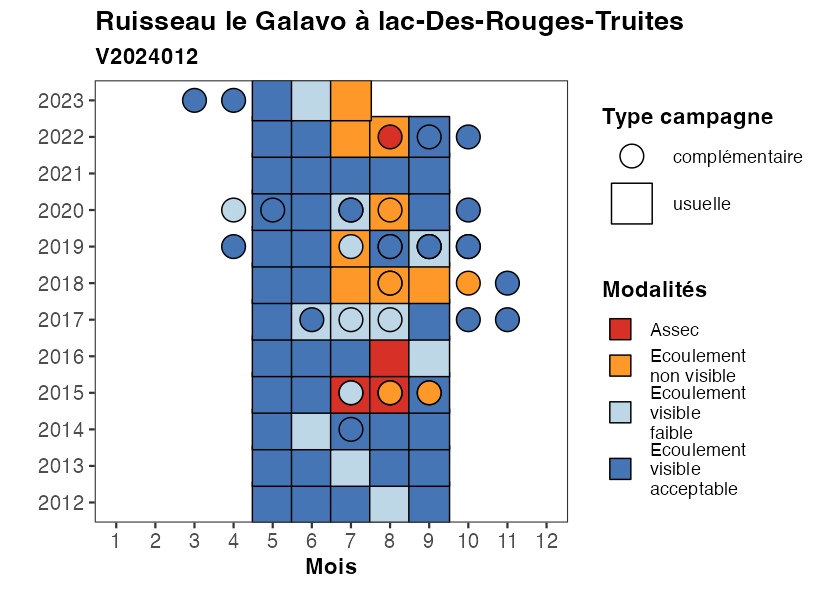 Ruisseau le Galavo à lac-Des-Rouges-Truites
V2024012
2023
2022
2021
2020
2019
2018
2017
2016
2015
2014
2013
2012
1 2 3 4 5 6 7 8 9 10 11 12
Mois
Type campagne
complémentaire
usuelle
Modalités
Assec
Ecoulement
non visible
Ecoulement
visible
faible
Ecoulement
visible
acceptable